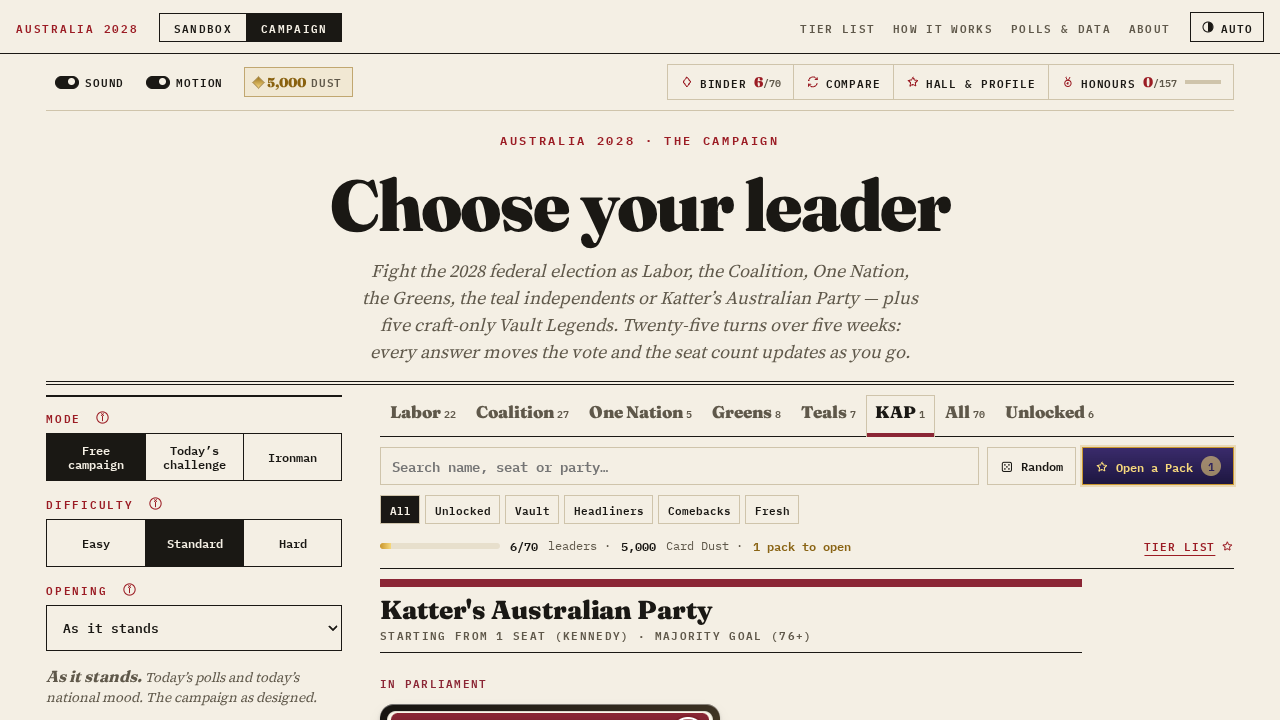 AUSTRALIA 2028
SANDBOX
CAMPAIGN
TIER LIST
HOW IT WORKS
POLLS & DATA
ABOUT
AUTO
SOUND
MOTION
5,000 DUST
BINDER 6/70
COMPARE
HALL & PROFILE
HONOURS 0/157
AUSTRALIA 2028 · THE CAMPAIGN
Choose your leader
Fight the 2028 federal election as Labor, the Coalition, One Nation,
the Greens, the teal independents or Katter’s Australian Party — plus
five craft-only Vault Legends. Twenty-five turns over five weeks:
every answer moves the vote and the seat count updates as you go.
MODE
Free
campaign
Today’s
challenge
Ironman
DIFFICULTY
Easy
Standard
Hard
OPENING
As it stands
As it stands. Today’s polls and today’s
national mood. The campaign as designed.
Labor 22
Coalition 27
One Nation 5
Greens 8
Teals 7
KAP 1
All 70
Unlocked 6
Search name, seat or party…
Random
Open a Pack 1
All
Unlocked
Vault
Headliners
Comebacks
Fresh
6/70 leaders · 5,000 Card Dust · 1 pack to open
TIER LIST
Katter's Australian Party
STARTING FROM 1 SEAT (KENNEDY) · MAJORITY GOAL (76+)
IN PARLIAMENT